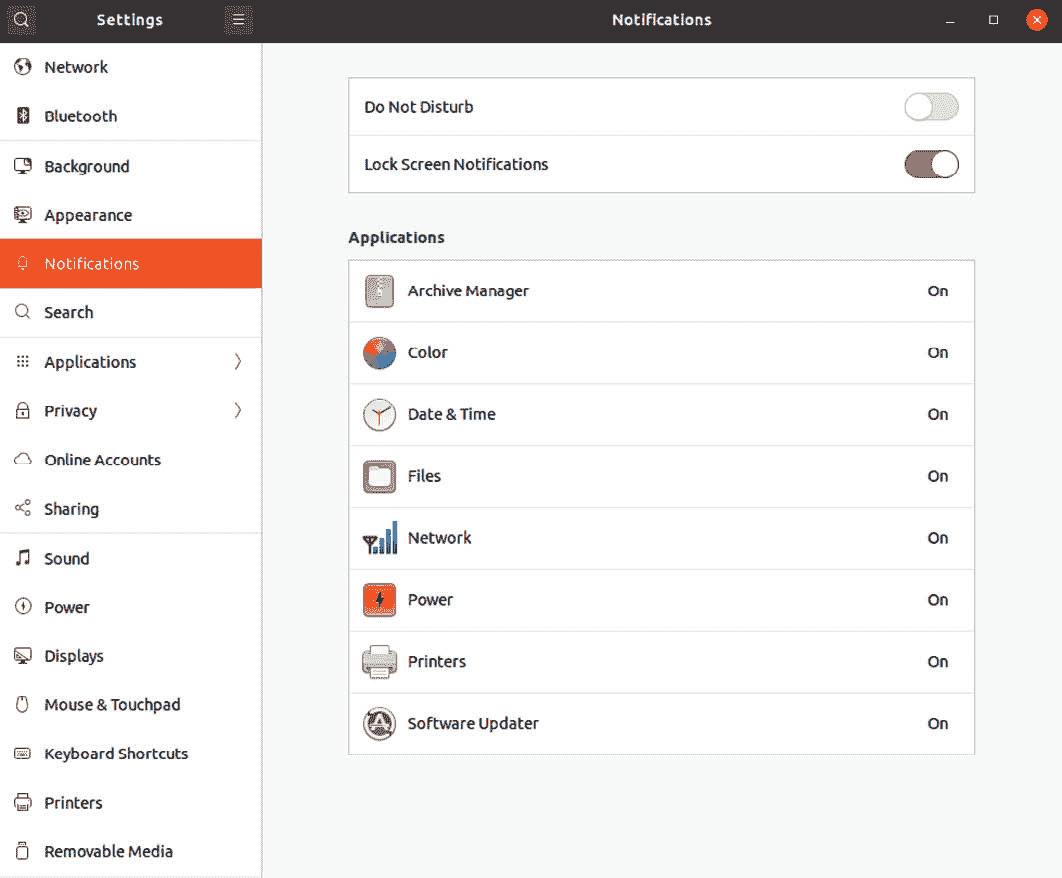 Settings
Notifications
Network
Bluetooth
Background
Appearance
Notifications
Search
Applications
Privacy
Online Accounts
Sharing
Sound
Power
Displays
Mouse & Touchpad
Keyboard Shortcuts
Printers
Removable Media
Do Not Disturb
Lock Screen Notifications
Applications
Archive Manager On
Color On
Date & Time On
Files On
Network On
Power On
Printers On
Software Updater On